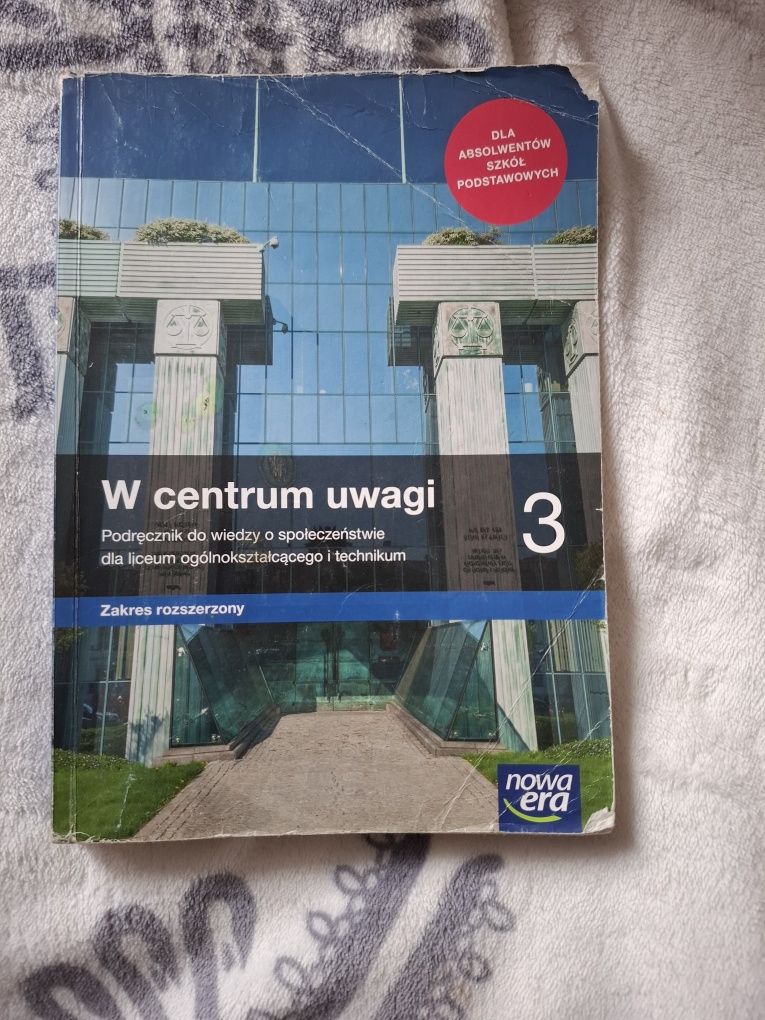 DLA
ABSOLWENTÓW
SZKÓŁ
PODSTAWOWYCH
W centrum uwagi
3
Podręcznik do wiedzy o społeczeństwie
dla liceum ogólnokształcącego i technikum
Zakres rozszerzony
nowa
era